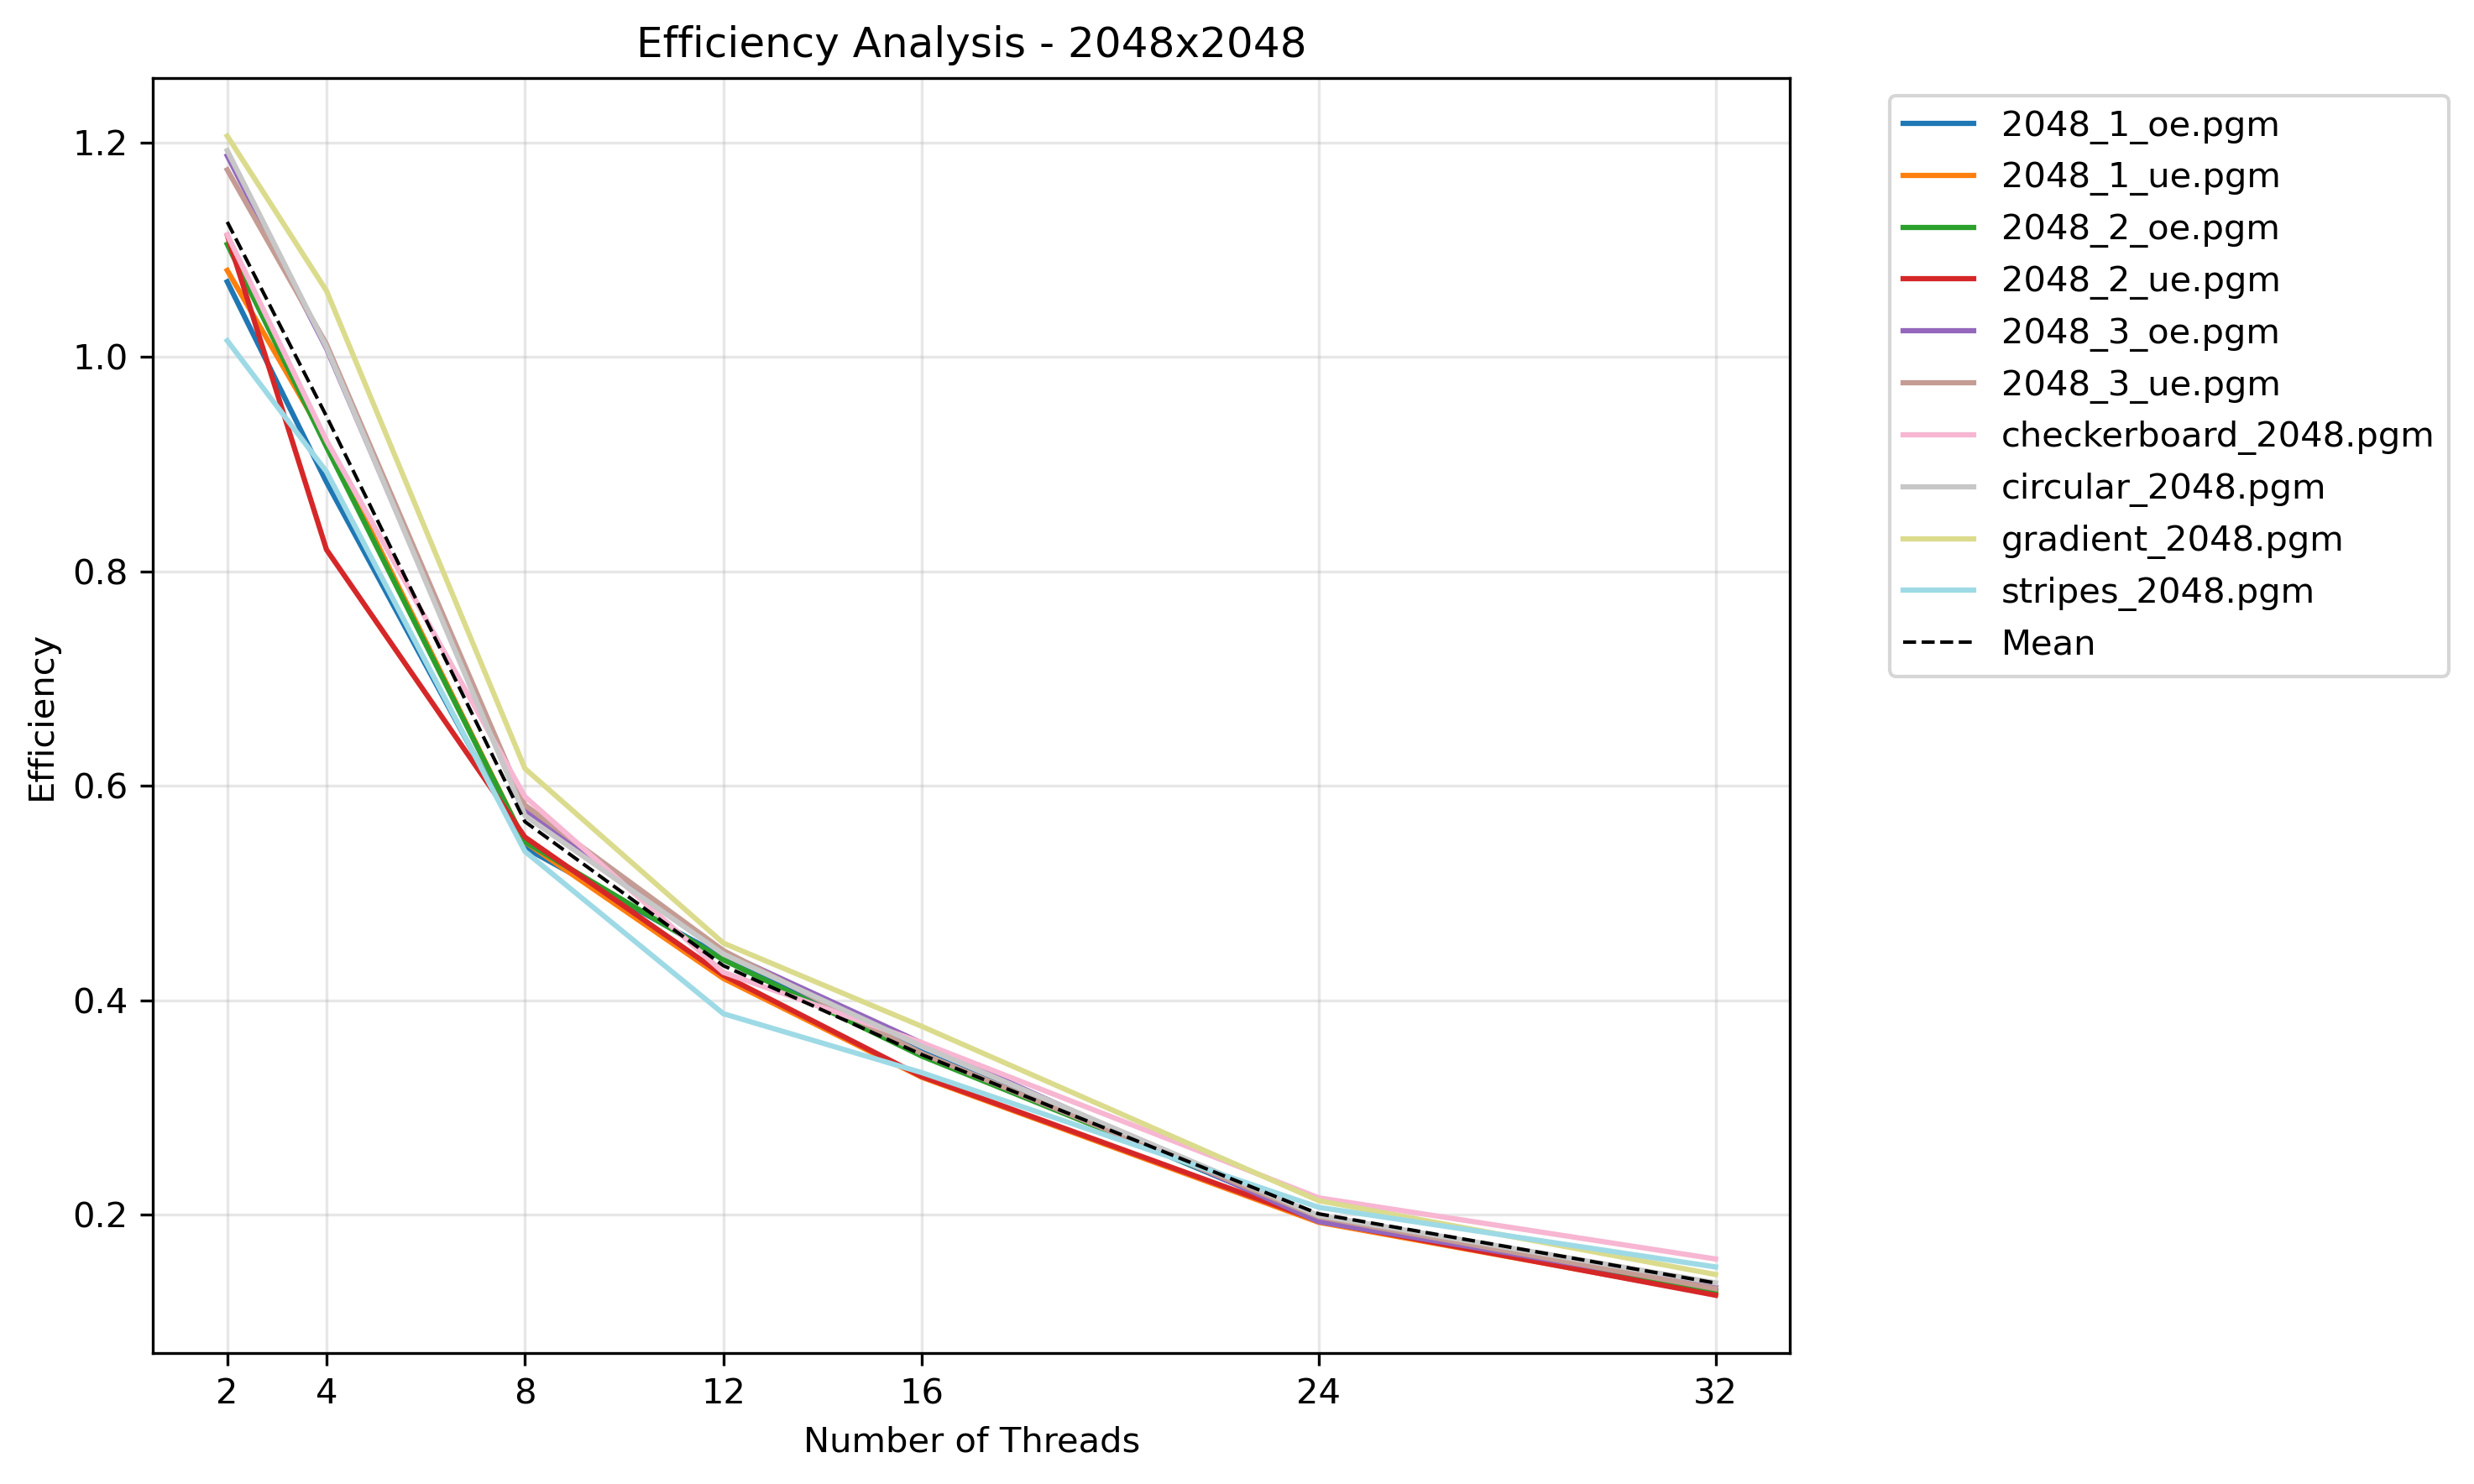 Efficiency Analysis - 2048x2048
1.2
1.0
0.8
0.6
0.4
0.2
Efficiency
2 4 8 12 16 24 32
Number of Threads
2048_1_oe.pgm
2048_1_ue.pgm
2048_2_oe.pgm
2048_2_ue.pgm
2048_3_oe.pgm
2048_3_ue.pgm
checkerboard_2048.pgm
circular_2048.pgm
gradient_2048.pgm
stripes_2048.pgm
Mean